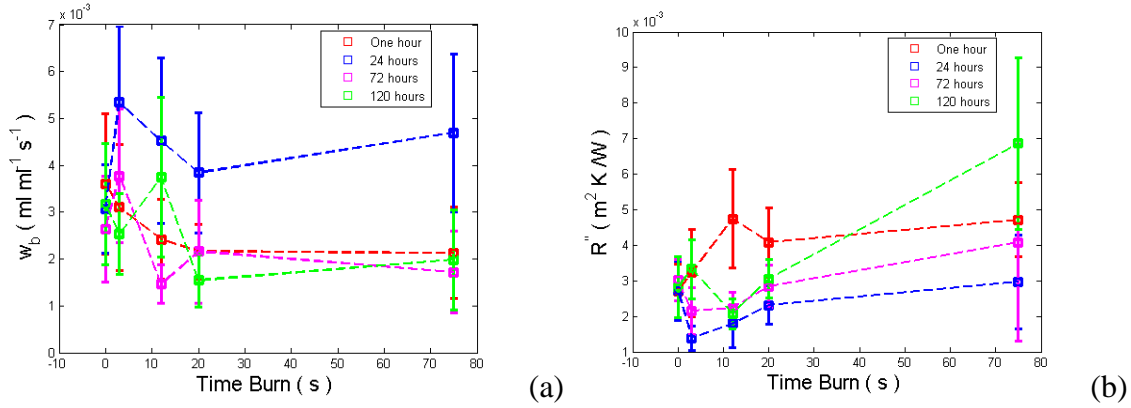 x 10⁻³
7
6
5
4
3
2
1
0
w_b ( ml ml⁻¹ s⁻¹ )
One hour
24 hours
72 hours
120 hours
-10 0 10 20 30 40 50 60 70 80
Time Burn ( s )
(a)
x 10⁻³
10
9
8
7
6
5
4
3
2
1
R" ( m² K /W )
One hour
24 hours
72 hours
120 hours
-10 0 10 20 30 40 50 60 70 80
Time Burn ( s )
(b)